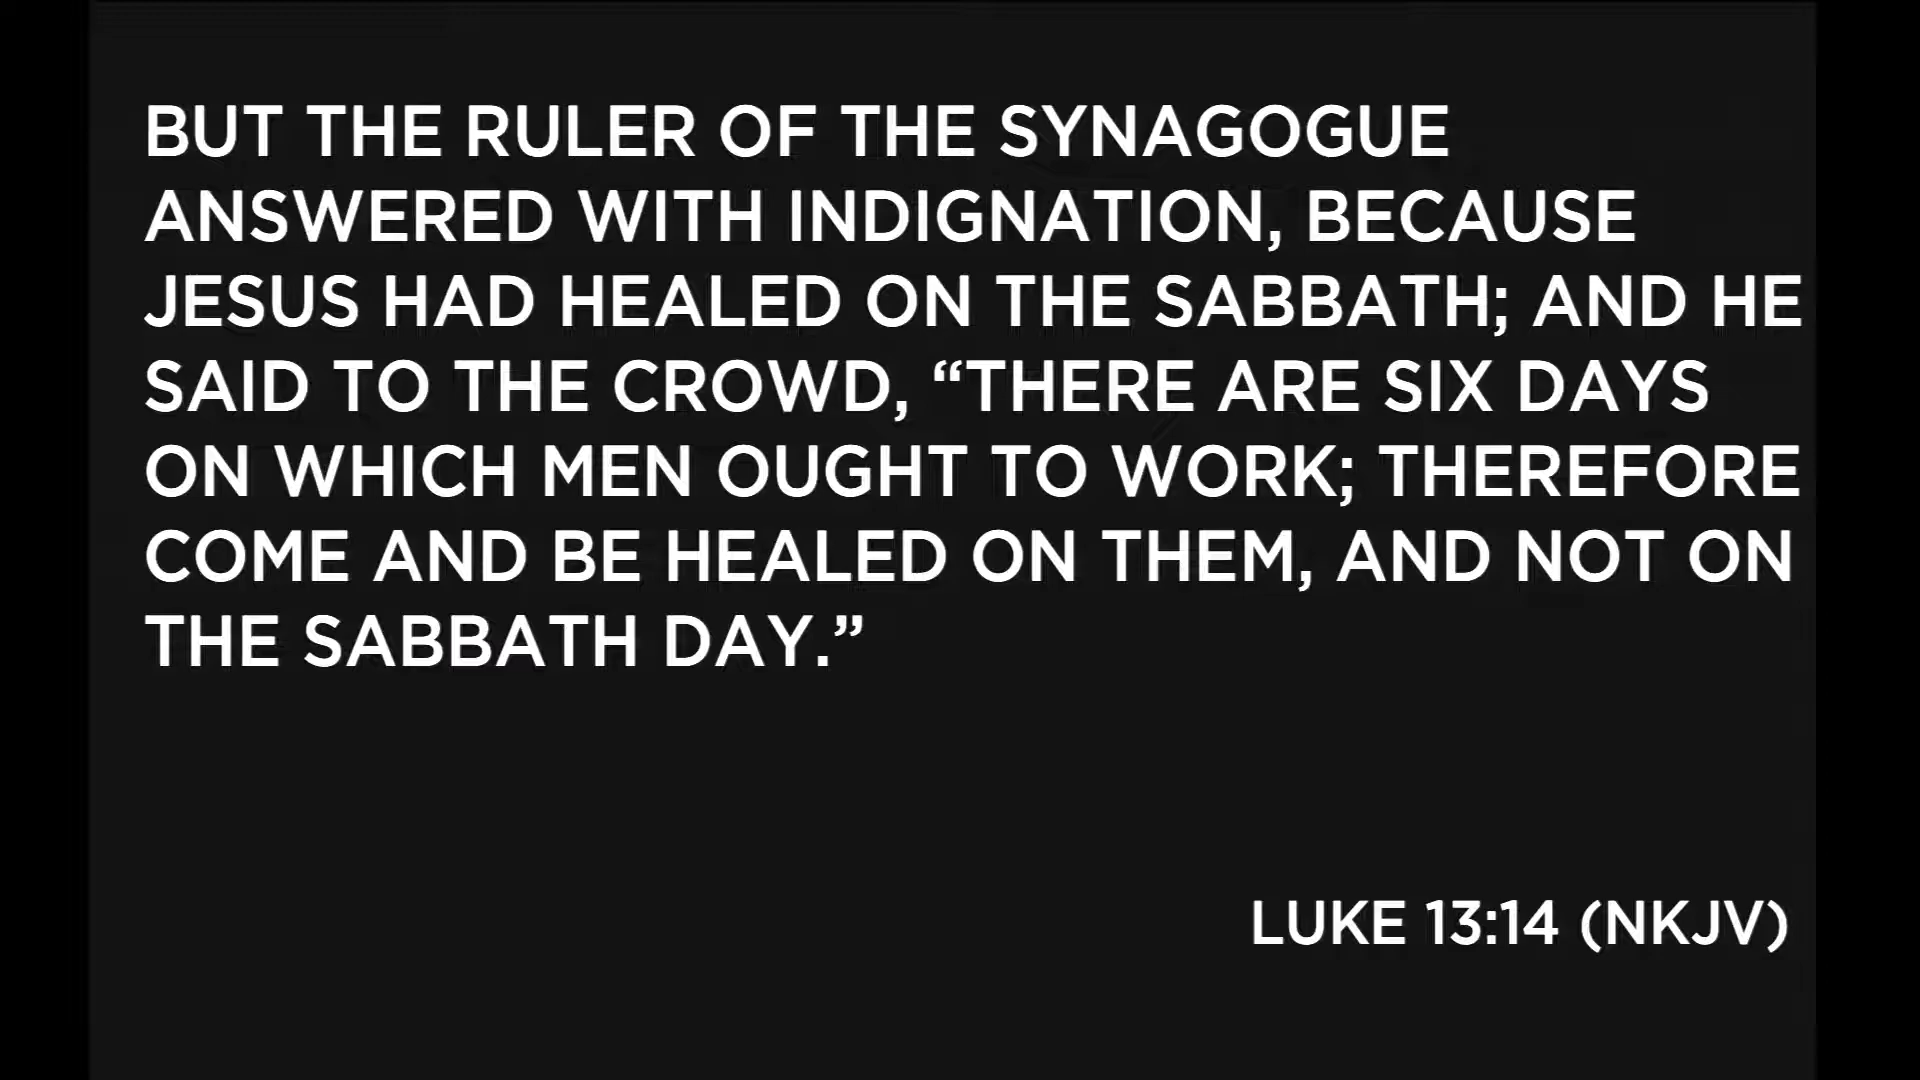 BUT THE RULER OF THE SYNAGOGUE
ANSWERED WITH INDIGNATION, BECAUSE
JESUS HAD HEALED ON THE SABBATH; AND HE
SAID TO THE CROWD, “THERE ARE SIX DAYS
ON WHICH MEN OUGHT TO WORK; THEREFORE
COME AND BE HEALED ON THEM, AND NOT ON
THE SABBATH DAY.”
LUKE 13:14 (NKJV)